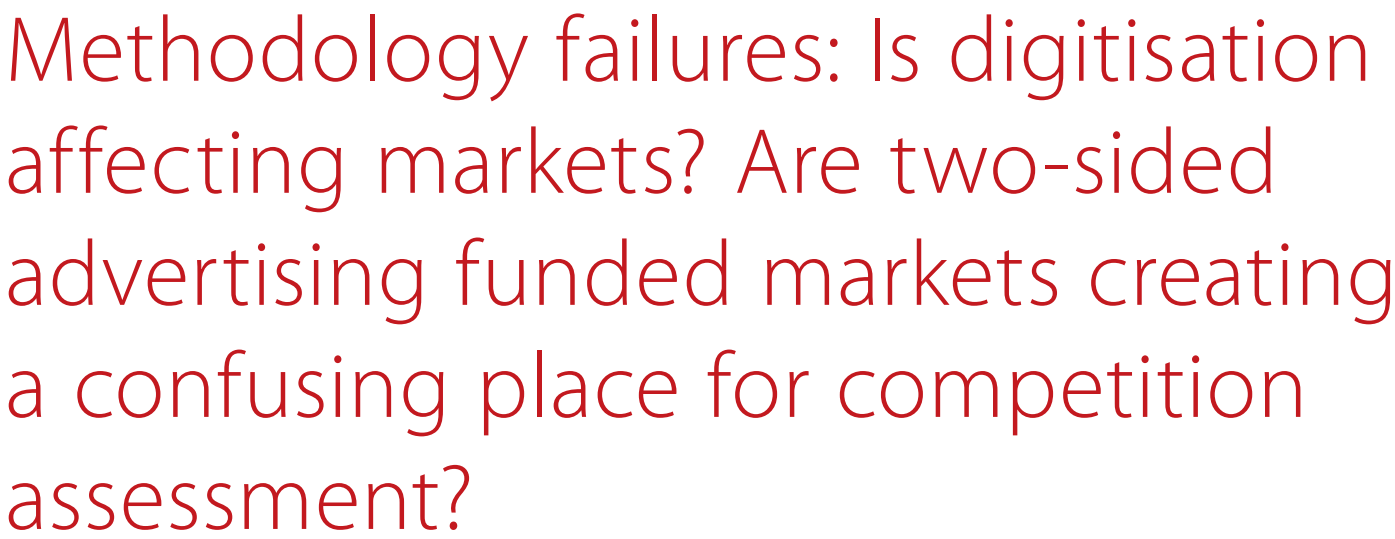 Methodology failures: Is digitisation
affecting markets? Are two-sided
advertising funded markets creating
a confusing place for competition
assessment?